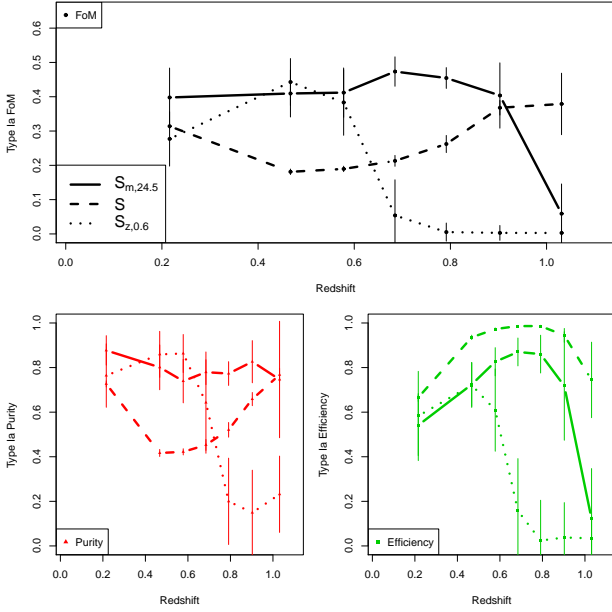 FoM
Type Ia FoM
0.0 0.1 0.2 0.3 0.4 0.5 0.6
S m,24.5
S
S z,0.6
0.0 0.2 0.4 0.6 0.8 1.0
Redshift
Type Ia Purity
0.0 0.2 0.4 0.6 0.8 1.0
Purity
0.0 0.2 0.4 0.6 0.8 1.0
Redshift
Type Ia Efficiency
0.0 0.2 0.4 0.6 0.8 1.0
Efficiency
0.0 0.2 0.4 0.6 0.8 1.0
Redshift